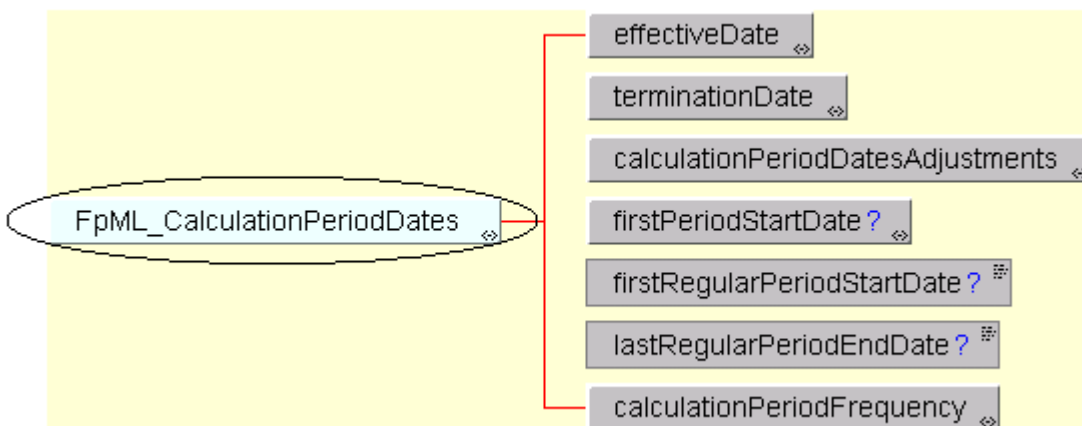 effectiveDate
terminationDate
calculationPeriodDatesAdjustments
FpML_CalculationPeriodDates
firstPeriodStartDate?
firstRegularPeriodStartDate?
lastRegularPeriodEndDate?
calculationPeriodFrequency